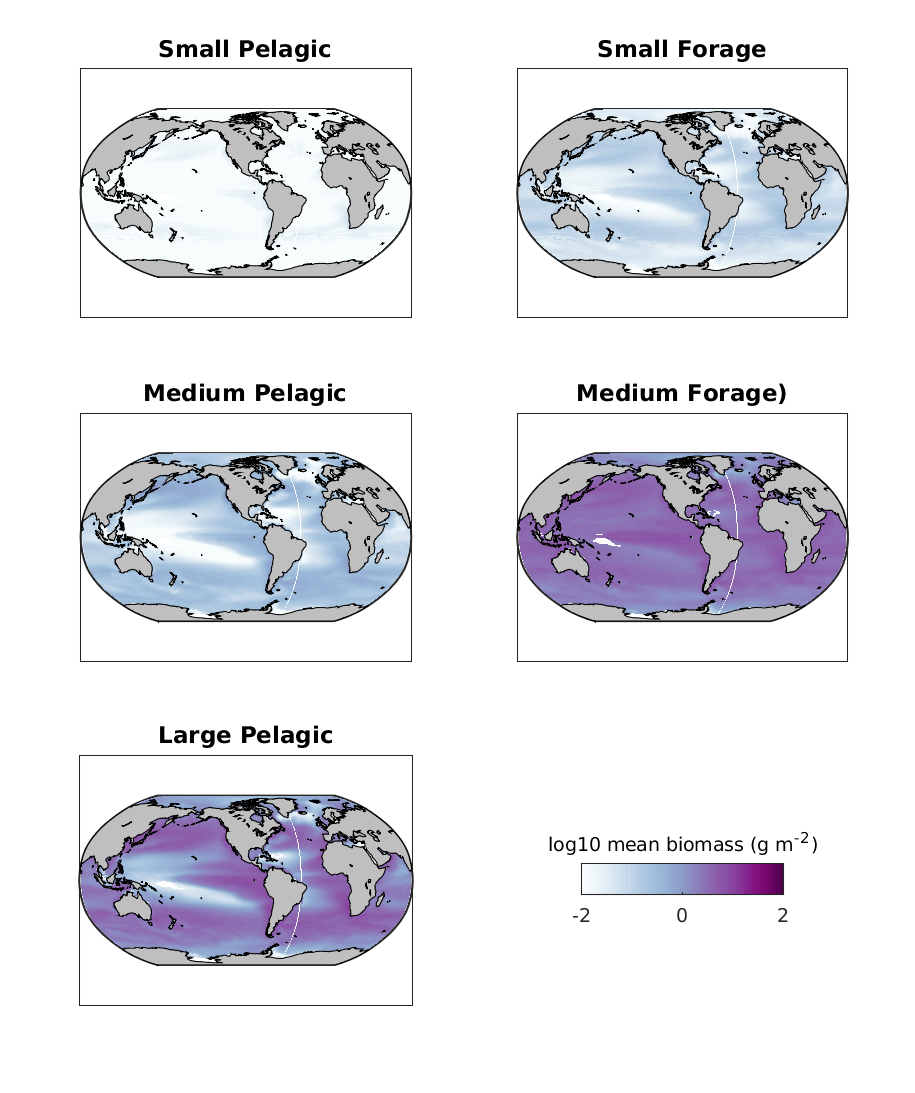 Small Pelagic
Small Forage
Medium Pelagic
Medium Forage)
Large Pelagic
log10 mean biomass (g m-2)
-2 0 2